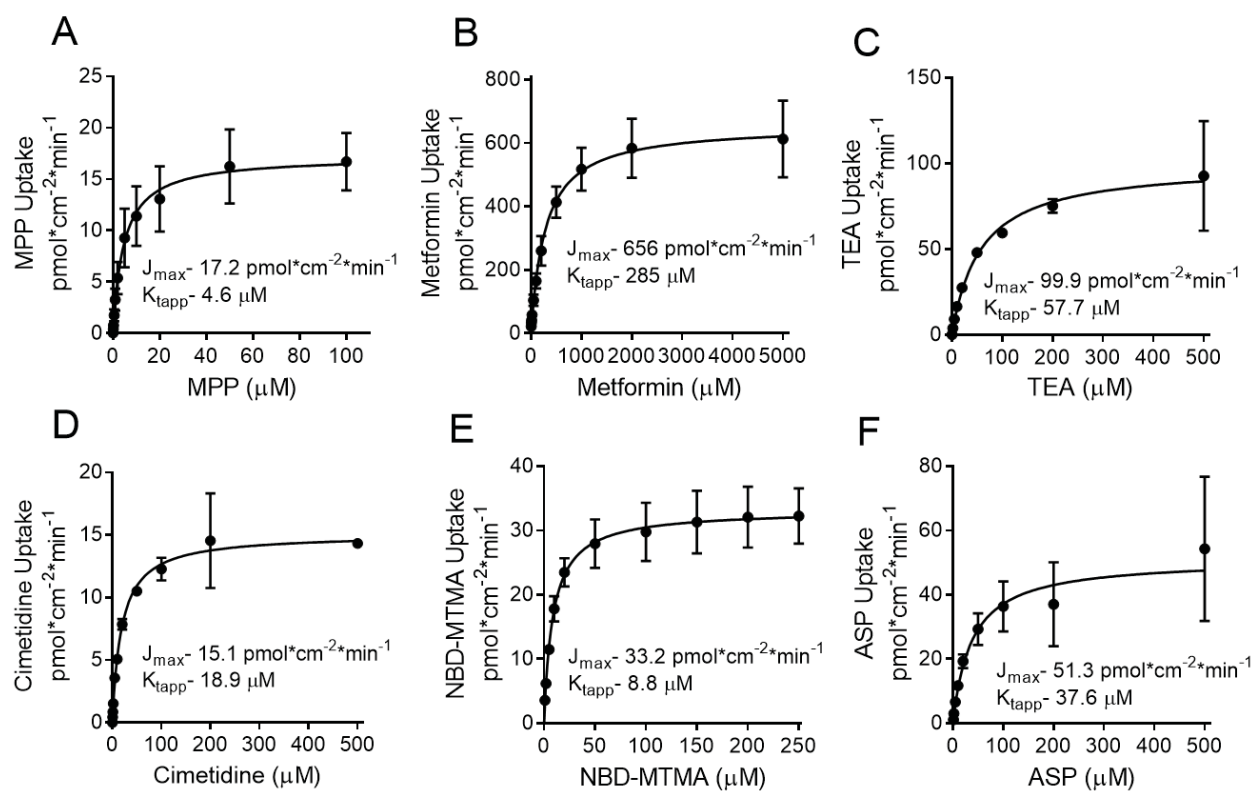 A
MPP Uptake
pmol*cm⁻²*min⁻¹
25
20
15
10
5
0
Jmax- 17.2 pmol*cm⁻²*min⁻¹
Ktapp- 4.6 μM
0 20 40 60 80 100
MPP (μM)
B
Metformin Uptake
pmol*cm⁻²*min⁻¹
800
600
400
200
0
Jmax- 656 pmol*cm⁻²*min⁻¹
Ktapp- 285 μM
0 1000 2000 3000 4000 5000
Metformin (μM)
C
TEA Uptake
pmol*cm⁻²*min⁻¹
150
100
50
0
Jmax- 99.9 pmol*cm⁻²*min⁻¹
Ktapp- 57.7 μM
0 100 200 300 400 500
TEA (μM)
D
Cimetidine Uptake
pmol*cm⁻²*min⁻¹
20
15
10
5
0
Jmax- 15.1 pmol*cm⁻²*min⁻¹
Ktapp- 18.9 μM
0 100 200 300 400 500
Cimetidine (μM)
E
NBD-MTMA Uptake
pmol*cm⁻²*min⁻¹
40
30
20
10
0
Jmax- 33.2 pmol*cm⁻²*min⁻¹
Ktapp- 8.8 μM
0 50 100 150 200 250
NBD-MTMA (μM)
F
ASP Uptake
pmol*cm⁻²*min⁻¹
80
60
40
20
0
Jmax- 51.3 pmol*cm⁻²*min⁻¹
Ktapp- 37.6 μM
0 100 200 300 400 500
ASP (μM)